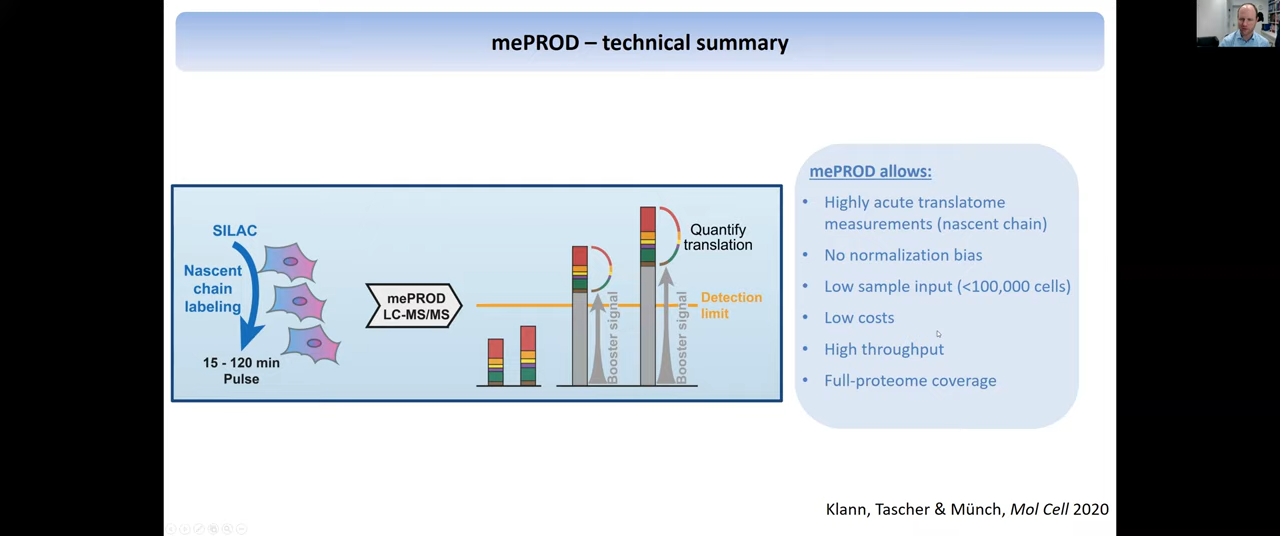 mePROD – technical summary
SILAC
Nascent
chain
labeling
15 - 120 min
Pulse
mePROD
LC-MS/MS
Booster signal
Booster signal
Quantify
translation
Detection
limit
mePROD allows:
• Highly acute translatome
measurements (nascent chain)
• No normalization bias
• Low sample input (<100,000 cells)
• Low costs
• High throughput
• Full-proteome coverage
Klann, Tascher & Münch, Mol Cell 2020